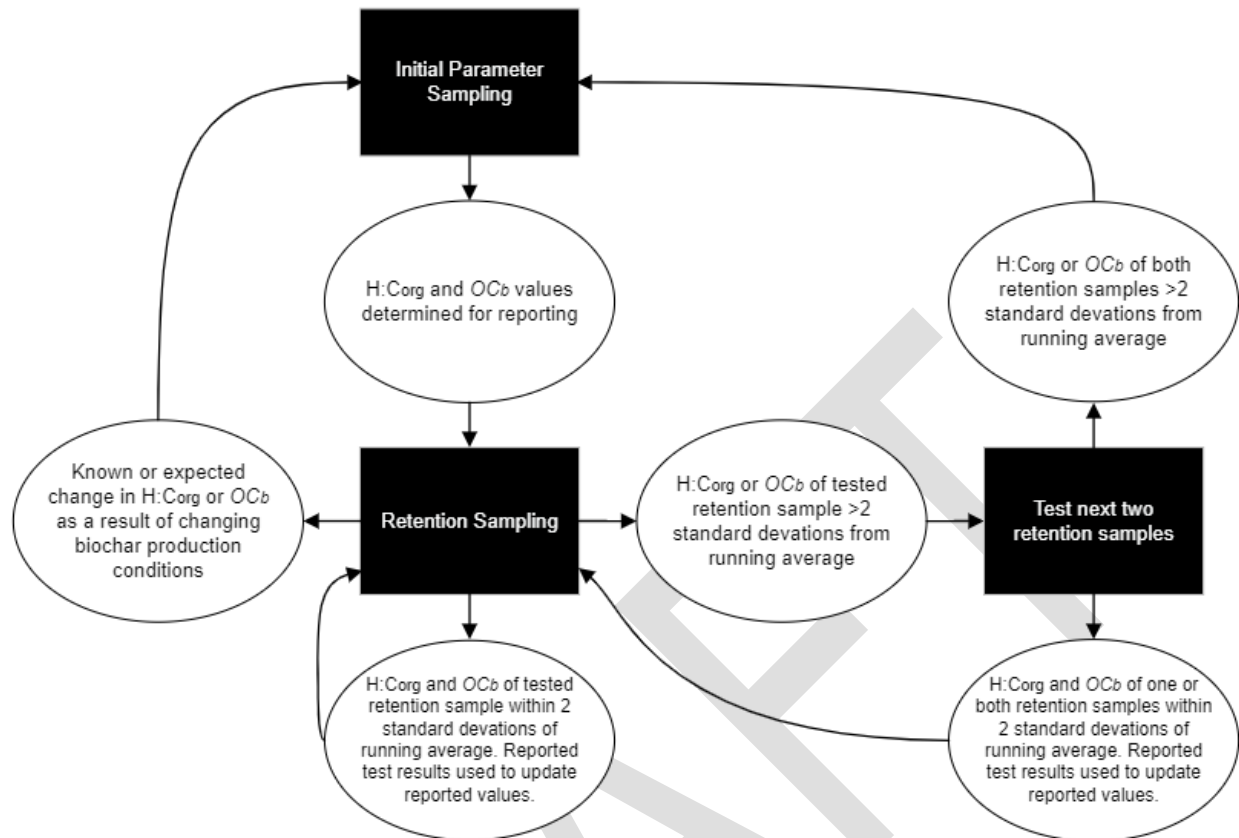 Initial Parameter
Sampling
H:Corg and OCb values
determined for reporting
H:Corg or OCb of both
retention samples >2
standard devations from
running average
Known or expected
change in H:Corg or OCb
as a result of changing
biochar production
conditions
Retention Sampling
H:Corg or OCb of tested
retention sample >2
standard devations from
running average
Test next two
retention samples
H:Corg and OCb of tested
retention sample within 2
standard devations of
running average. Reported
test results used to update
reported values.
H:Corg and OCb of one or
both retention samples within
2 standard devations of
running average. Reported
test results used to update
reported values.